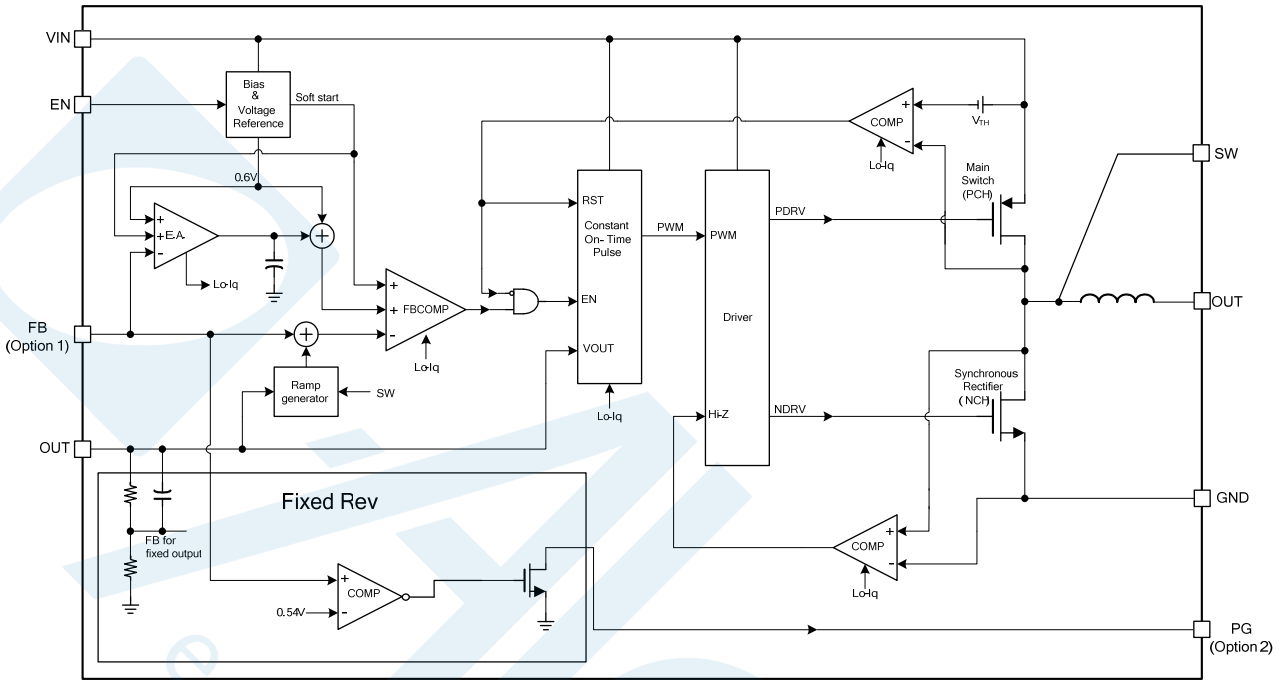 VIN
EN
Bias
&
Voltage
Reference
Soft start
0.6V
+
+
-
E.A.
Lo-Iq
+
FB
(Option 1)
+
Ramp
generator
SW
+
+
-
FBCOMP
Lo-Iq
OUT
RST
Constant
On- Time
Pulse
EN
VOUT
Lo-Iq
PWM
PWM
Driver
Hi-Z
PDRV
NDRV
+
-
COMP
Lo-Iq
VTH
Main
Switch
(PCH)
SW
OUT
Synchronous
Rectifier
(NCH)
GND
+
-
COMP
Lo-Iq
Fixed Rev
FB for
fixed output
+
-
COMP
0.54V
PG
(Option 2)